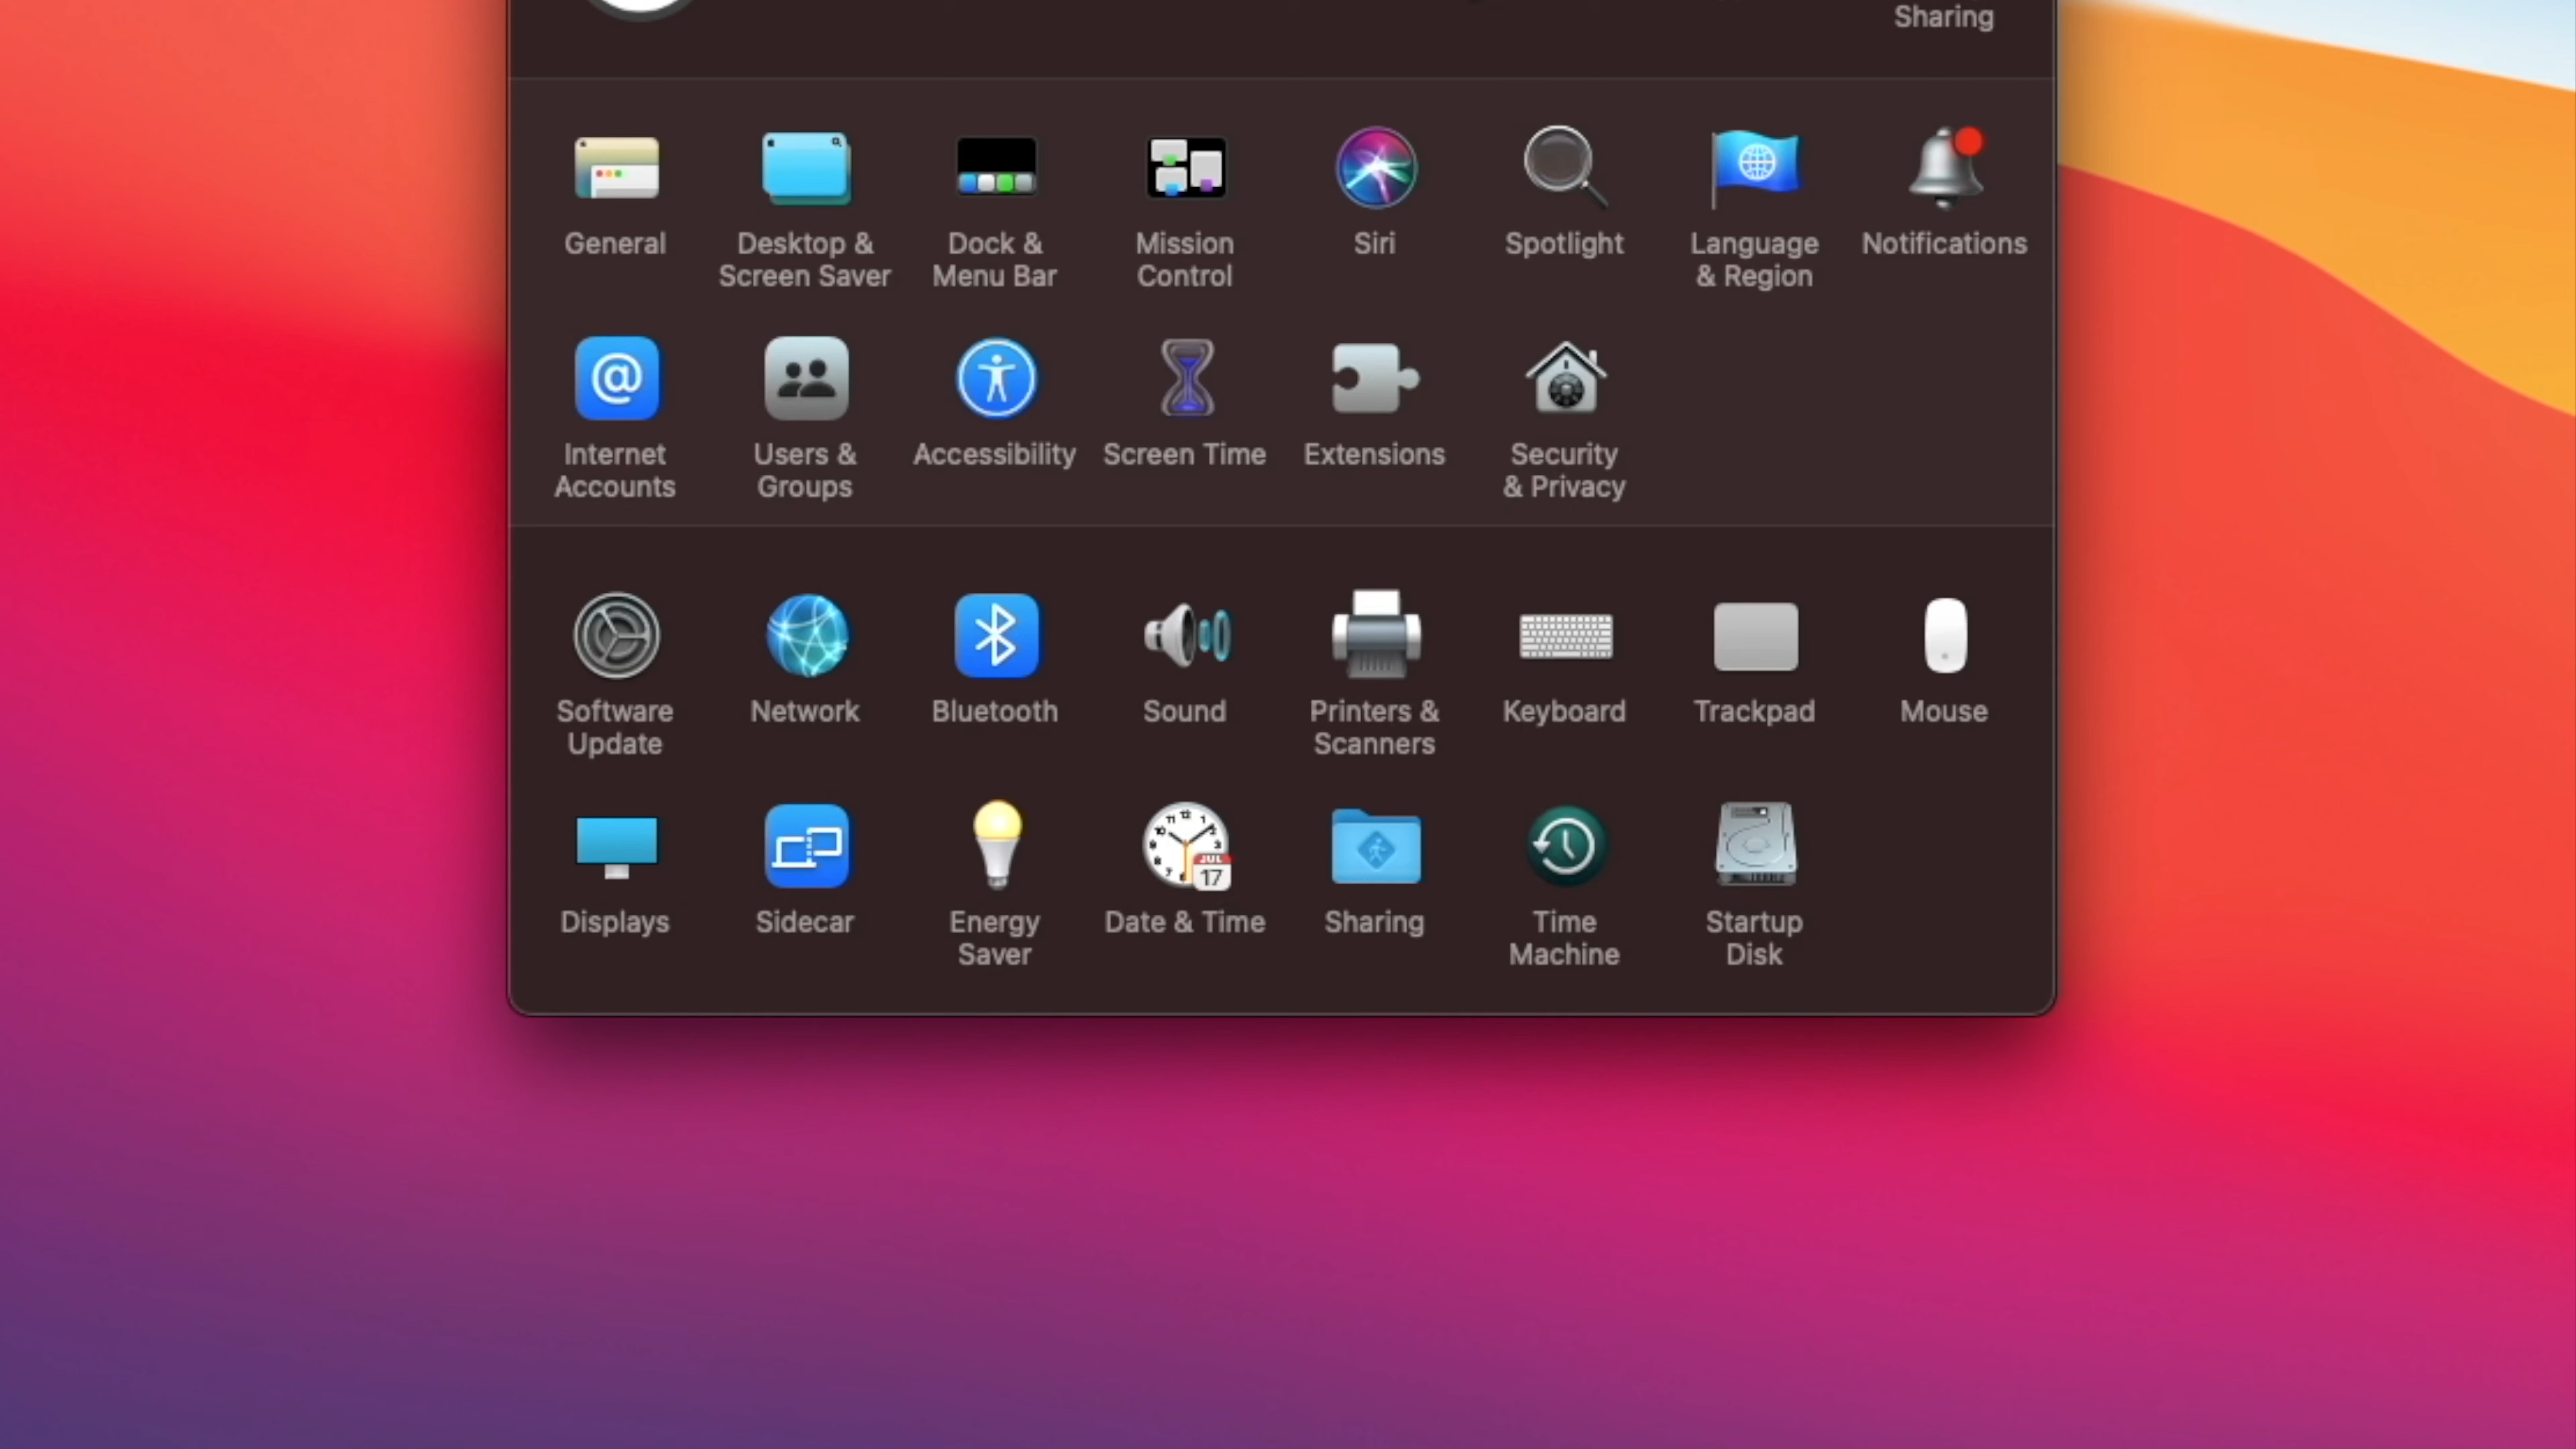 Sharing
General
Desktop &
Screen Saver
Dock &
Menu Bar
Mission
Control
Siri
Spotlight
Language
& Region
Notifications
Internet
Accounts
Users &
Groups
Accessibility
Screen Time
Extensions
Security
& Privacy
Software
Update
Network
Bluetooth
Sound
Printers &
Scanners
Keyboard
Trackpad
Mouse
JUL
17
Displays
Sidecar
Energy
Saver
Date & Time
Sharing
Time
Machine
Startup
Disk